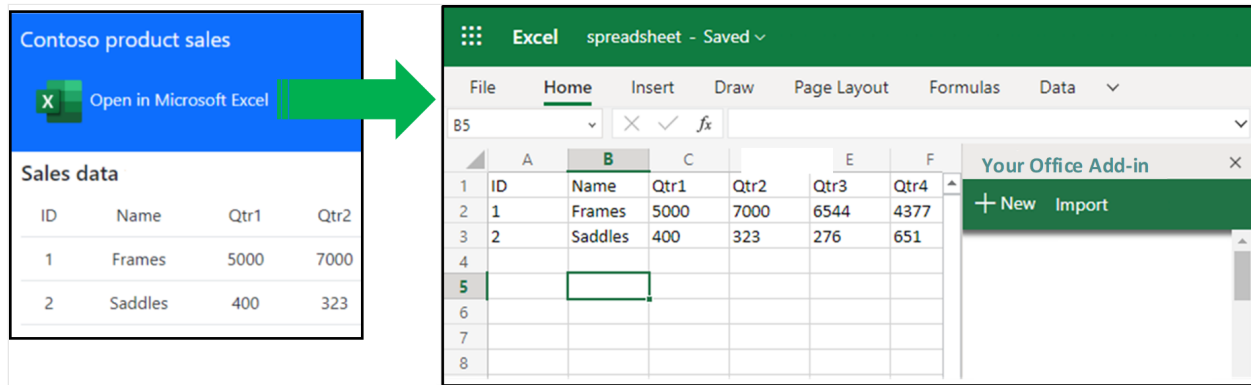 Contoso product sales
X Open in Microsoft Excel
Sales data
ID Name Qtr1 Qtr2
1 Frames 5000 7000
2 Saddles 400 323
Excel spreadsheet - Saved
File Home Insert Draw Page Layout Formulas Data
B5 fx
A B C E F
1 ID Name Qtr1 Qtr2 Qtr3 Qtr4
2 1 Frames 5000 7000 6544 4377
3 2 Saddles 400 323 276 651
4
5
6
7
8
Your Office Add-in ×
+ New Import